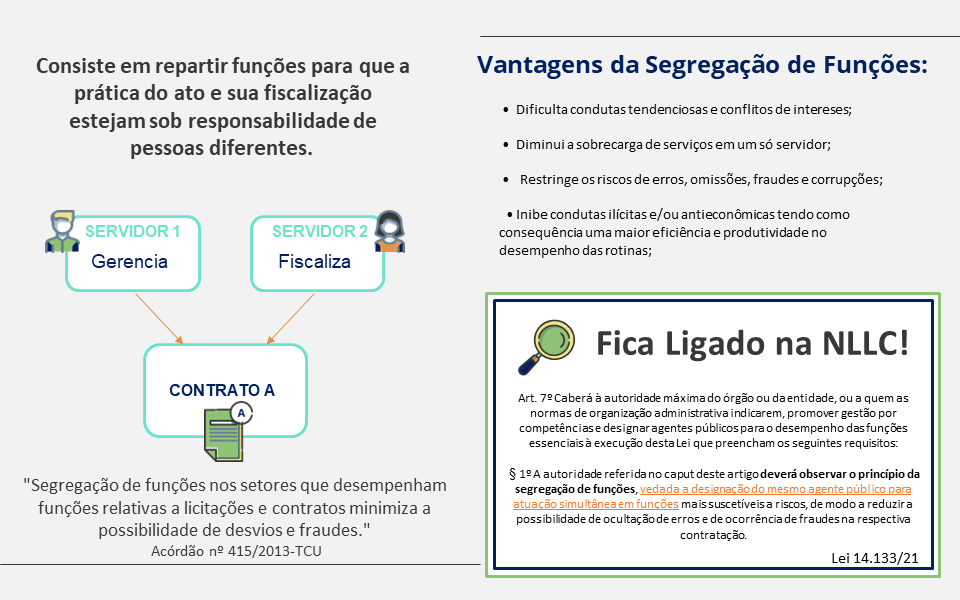 Consiste em repartir funções para que a
prática do ato e sua fiscalização
estejam sob responsabilidade de
pessoas diferentes.
SERVIDOR 1
Gerencia
SERVIDOR 2
Fiscaliza
CONTRATO A
A
"Segregação de funções nos setores que desempenham
funções relativas a licitações e contratos minimiza a
possibilidade de desvios e fraudes."
Acórdão nº 415/2013-TCU
Vantagens da Segregação de Funções:
• Dificulta condutas tendenciosas e conflitos de intereses;
• Diminui a sobrecarga de serviços em um só servidor;
• Restringe os riscos de erros, omissões, fraudes e corrupções;
• Inibe condutas ilícitas e/ou antieconômicas tendo como
consequência uma maior eficiência e produtividade no
desempenho das rotinas;
Fica Ligado na NLLC!
Art. 7º Caberá à autoridade máxima do órgão ou da entidade, ou a quem as
normas de organização administrativa indicarem, promover gestão por
competências e designar agentes públicos para o desempenho das funções
essenciais à execução desta Lei que preencham os seguintes requisitos:
§ 1º A autoridade referida no caput deste artigo deverá observar o princípio da
segregação de funções, vedada a designação do mesmo agente público para
atuação simultânea em funções mais suscetíveis a riscos, de modo a reduzir a
possibilidade de ocultação de erros e de ocorrência de fraudes na respectiva
contratação.
Lei 14.133/21